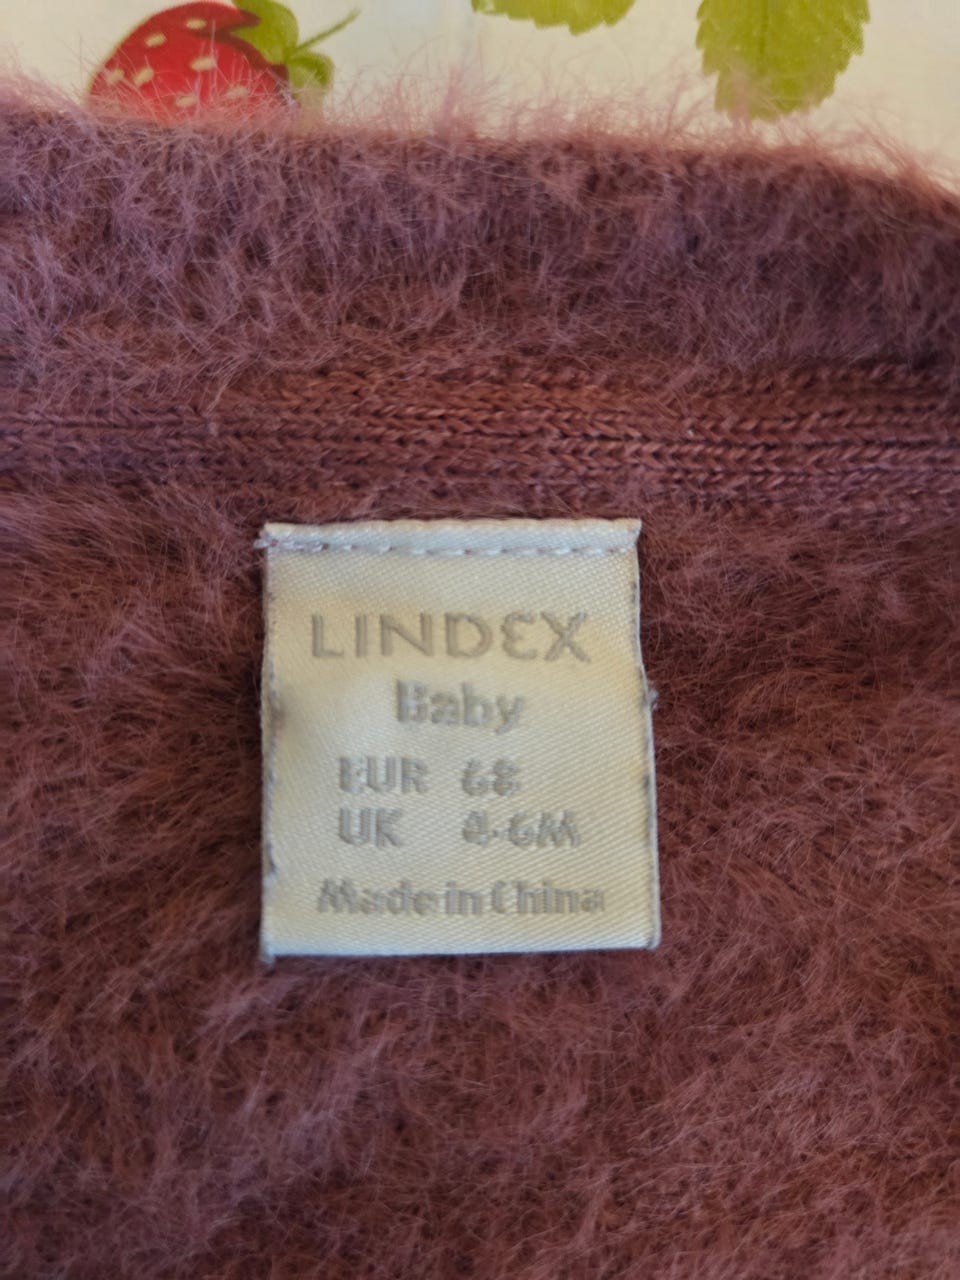 LINDEX
Baby
EUR 68
UK 4-6M
Made in China